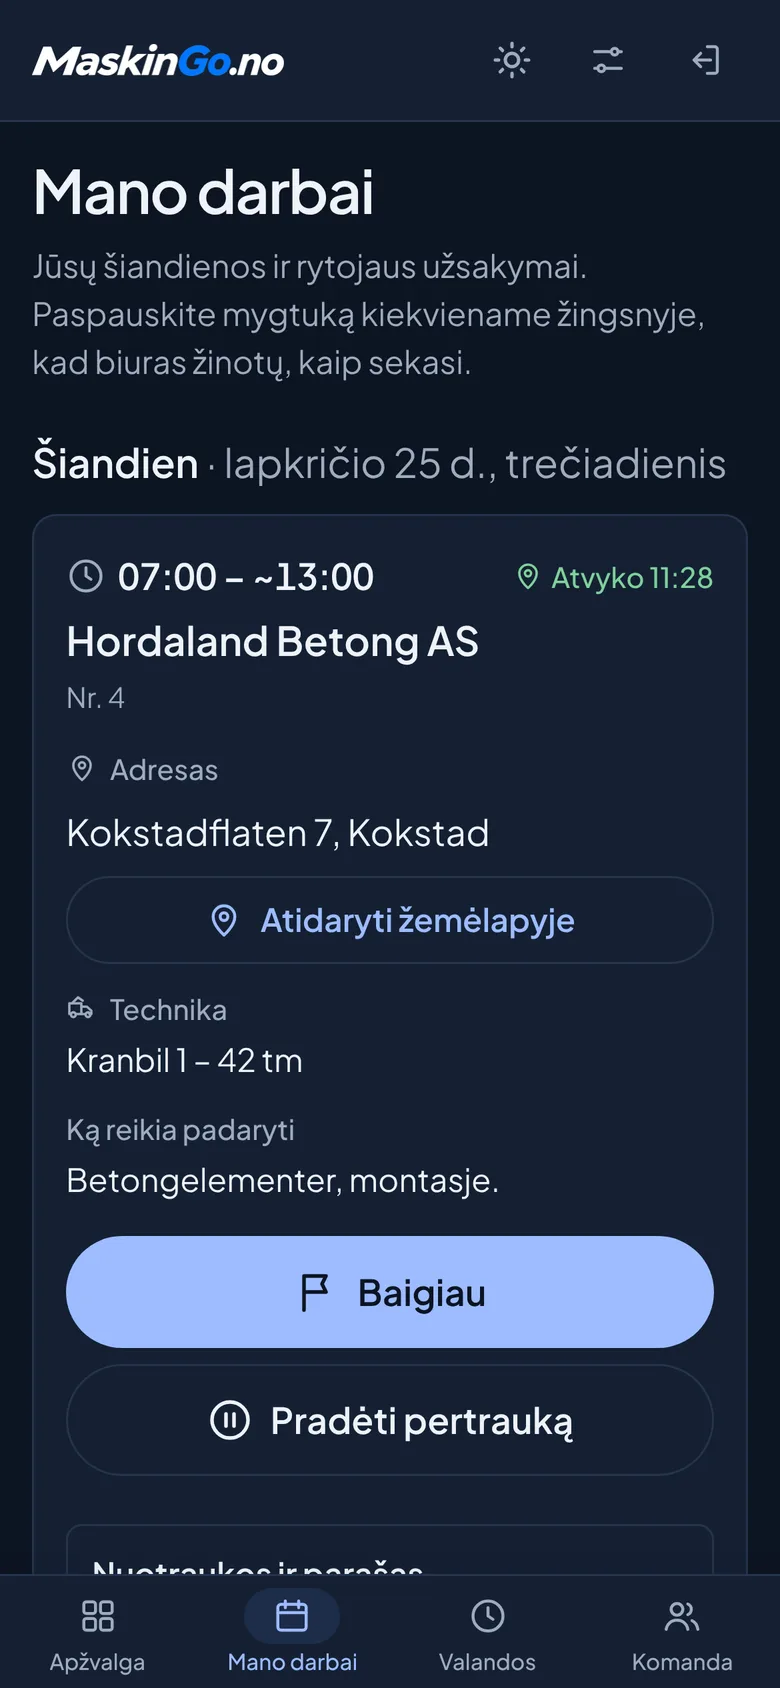 MaskinGo.no
Mano darbai
Jūsų šiandienos ir rytojaus užsakymai.
Paspauskite mygtuką kiekviename žingsnyje,
kad biuras žinotų, kaip sekasi.
Šiandien · lapkričio 25 d., trečiadienis
07:00 – ~13:00
Atvyko 11:28
Hordaland Betong AS
Nr. 4
Adresas
Kokstadflaten 7, Kokstad
Atidaryti žemėlapyje
Technika
Kranbil 1 – 42 tm
Ką reikia padaryti
Betongelementer, montasje.
Baigiau
Pradėti pertrauką
Nuotraukos ir parašas
Apžvalga
Mano darbai
Valandos
Komanda